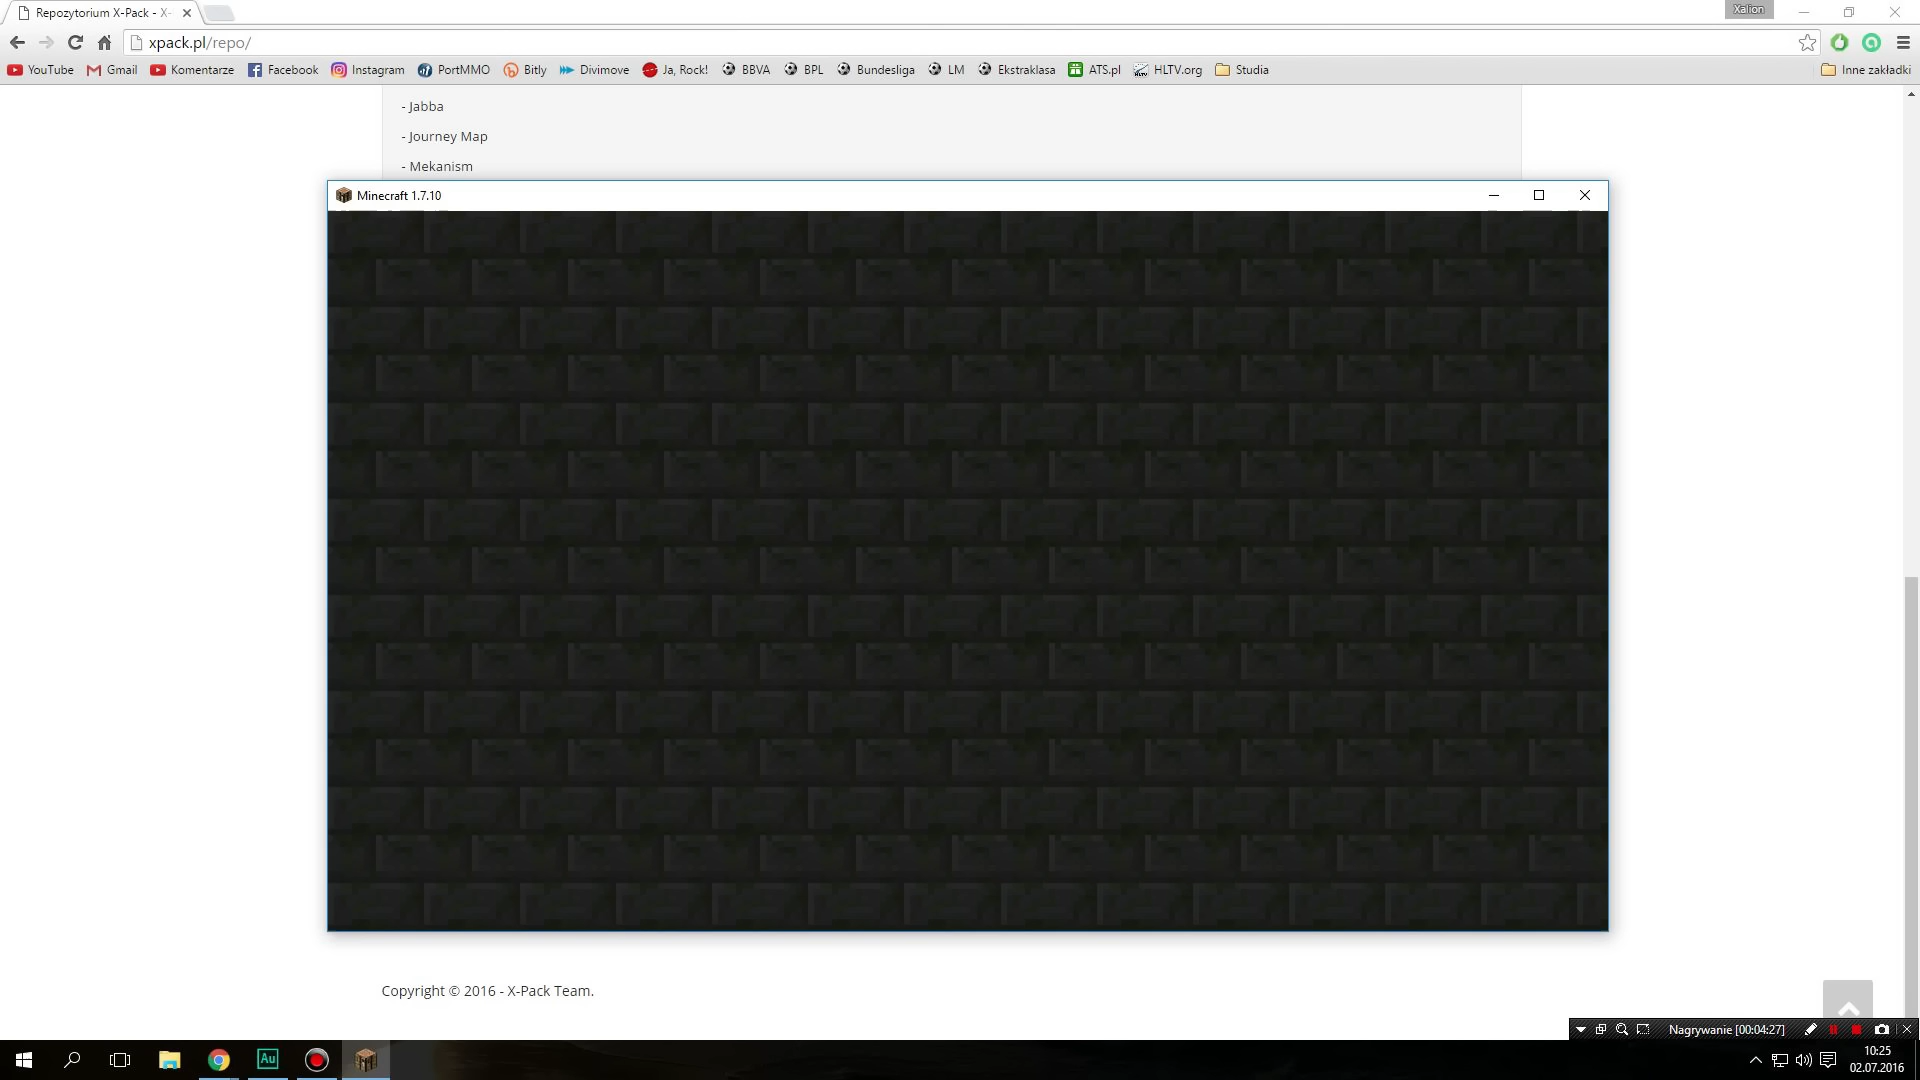 Repozytorium X-Pack - X-
Xalion
xpack.pl/repo/
YouTube Gmail Komentarze Facebook Instagram PortMMO Bitly Divimove Ja, Rock! BBVA BPL Bundesliga LM Ekstraklasa ATS.pl HLTV.org Studia Inne zakładki
- Jabba
- Journey Map
- Mekanism
Minecraft 1.7.10
Copyright © 2016 - X-Pack Team.
Nagrywanie [00:04:27]
Au
10:25
02.07.2016